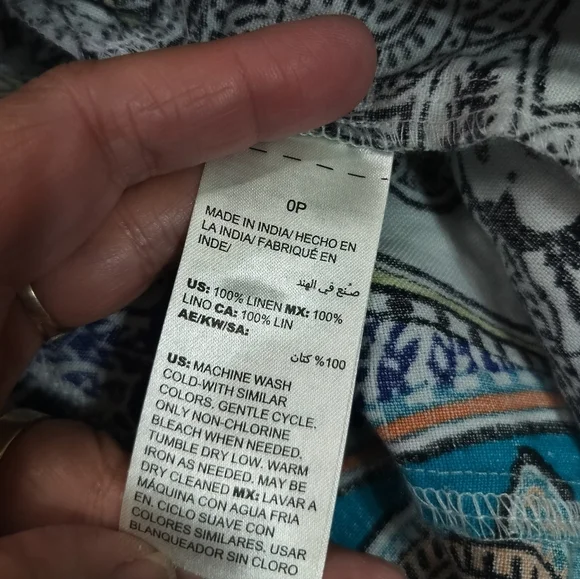 0P
MADE IN INDIA/ HECHO EN
LA INDIA/ FABRIQUÉ EN
INDE/
صنع في الهند
US: 100% LINEN MX: 100%
LINO CA: 100% LIN
AE/KW/SA:
100% كتان
US: MACHINE WASH
COLD-WITH SIMILAR
COLORS. GENTLE CYCLE.
ONLY NON-CHLORINE
BLEACH WHEN NEEDED.
TUMBLE DRY LOW. WARM
IRON AS NEEDED. MAY BE
DRY CLEANED MX: LAVAR A
MÁQUINA CON AGUA FRIA
EN. CICLO SUAVE CON
COLORES SIMILARES. USAR
BLANQUEADOR SIN CLORO